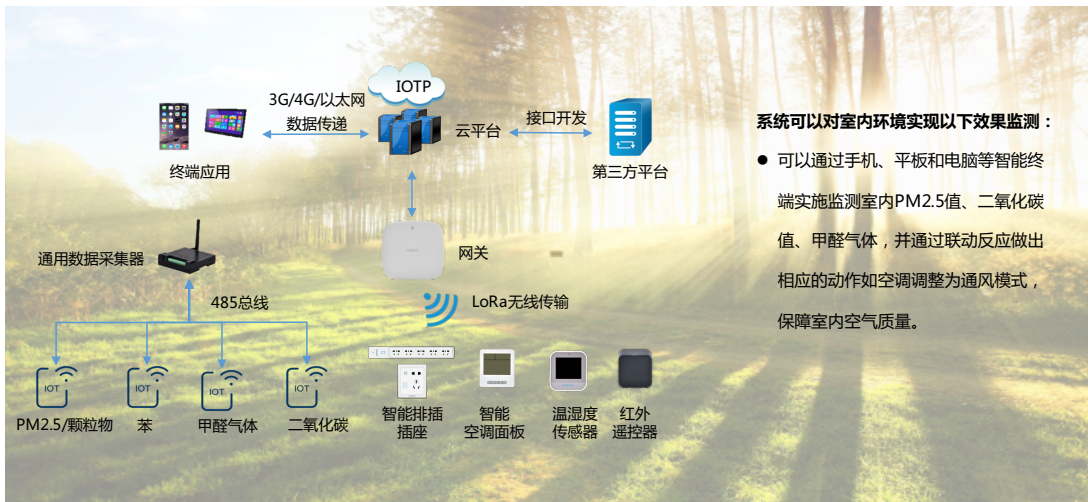 IOTP
3G/4G/以太网
数据传递
云平台
接口开发
终端应用
第三方平台
通用数据采集器
网关
485总线
LoRa无线传输
IOT
IOT
IOT
IOT
PM2.5/颗粒物
苯
甲醛气体
二氧化碳
智能排插
插座
智能
空调面板
温湿度
传感器
红外
遥控器
系统可以对室内环境实现以下效果监测：
● 可以通过手机、平板和电脑等智能终
端实施监测室内PM2.5值、二氧化碳
值、甲醛气体，并通过联动反应做出
相应的动作如空调调整为通风模式，
保障室内空气质量。